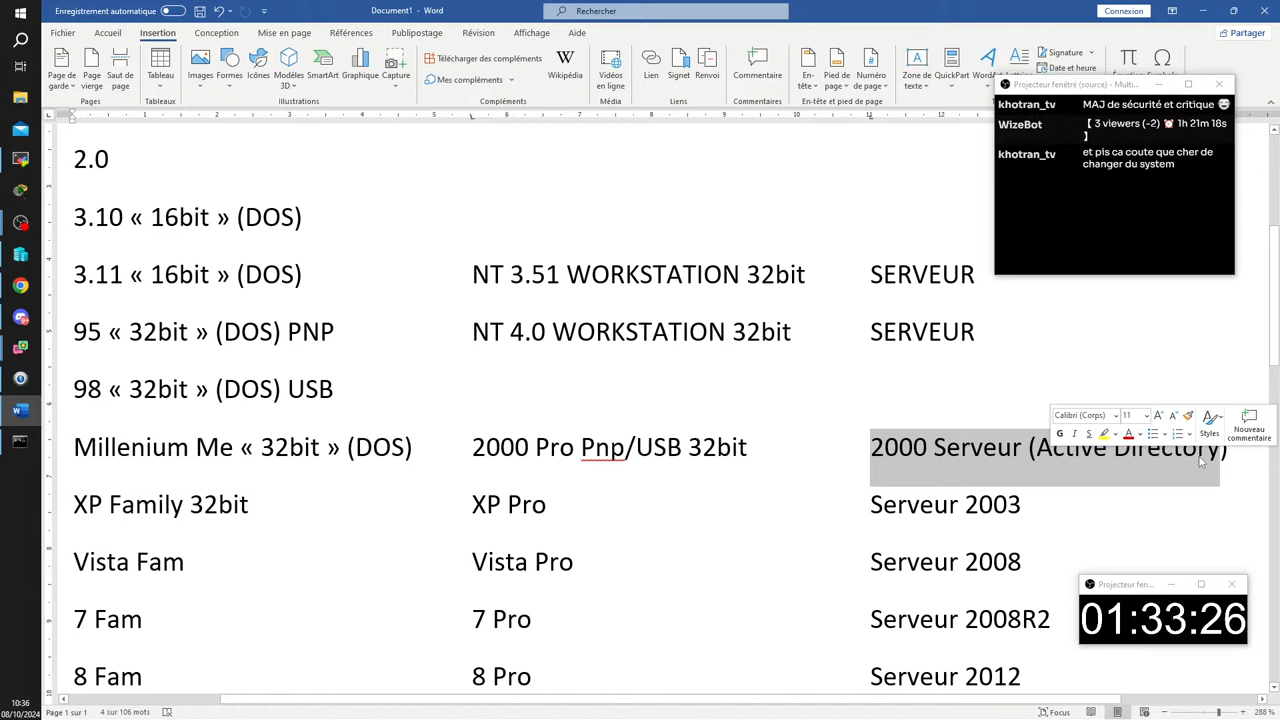 Enregistrement automatique
Document1 - Word
Rechercher
Connexion
Fichier Accueil Insertion Dessin Conception Mise en page Références Publipostage Révision Affichage Aide
Partager
Page de garde
Page vierge
Saut de page
Tableau
Images
Formes
Icônes
Modèles 3D
SmartArt
Graphique
Capture
Télécharger des compléments
Mes compléments
Wikipédia
Vidéos en ligne
Lien
Signet
Renvoi
Commentaire
En-tête
Pied de page
Numéro de page
Zone de texte
QuickPart
WordArt
Signature
Date et heure
Pages Tableaux Illustrations Compléments Média Liens Commentaires En-tête et pied de page
Projecteur fenêtré (source) - Multi...
khotran_tv MAJ de sécurité et critique
WizeBot 【 3 viewers (-2) ⏰ 1h 21m 18s
】
khotran_tv et pis ca coute que cher de
changer du system
2.0
3.10 « 16bit » (DOS)
3.11 « 16bit » (DOS) NT 3.51 WORKSTATION 32bit SERVEUR
95 « 32bit » (DOS) PNP NT 4.0 WORKSTATION 32bit SERVEUR
98 « 32bit » (DOS) USB
Calibri (Corps) 11
G I S
Styles
Nouveau commentaire
Millenium Me « 32bit » (DOS) 2000 Pro Pnp/USB 32bit 2000 Serveur (Active Directory)
XP Family 32bit XP Pro Serveur 2003
Vista Fam Vista Pro Serveur 2008
Projecteur fen...
7 Fam 7 Pro Serveur 2008R2
01:33:26
8 Fam 8 Pro Serveur 2012
10:36
08/10/2024
Page 1 sur 1 4 sur 106 mots
Focus
288 %